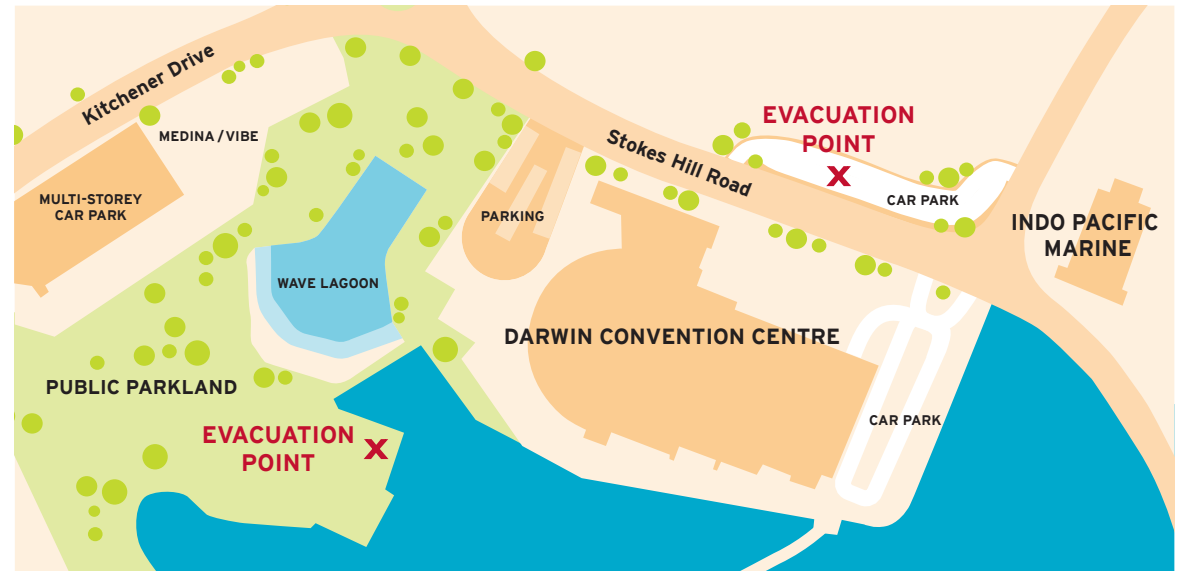 Kitchener Drive
MEDINA / VIBE
MULTI-STOREY
CAR PARK
Stokes Hill Road
EVACUATION
POINT
X
CAR PARK
INDO PACIFIC
MARINE
PARKING
WAVE LAGOON
DARWIN CONVENTION CENTRE
PUBLIC PARKLAND
CAR PARK
EVACUATION
POINT
X